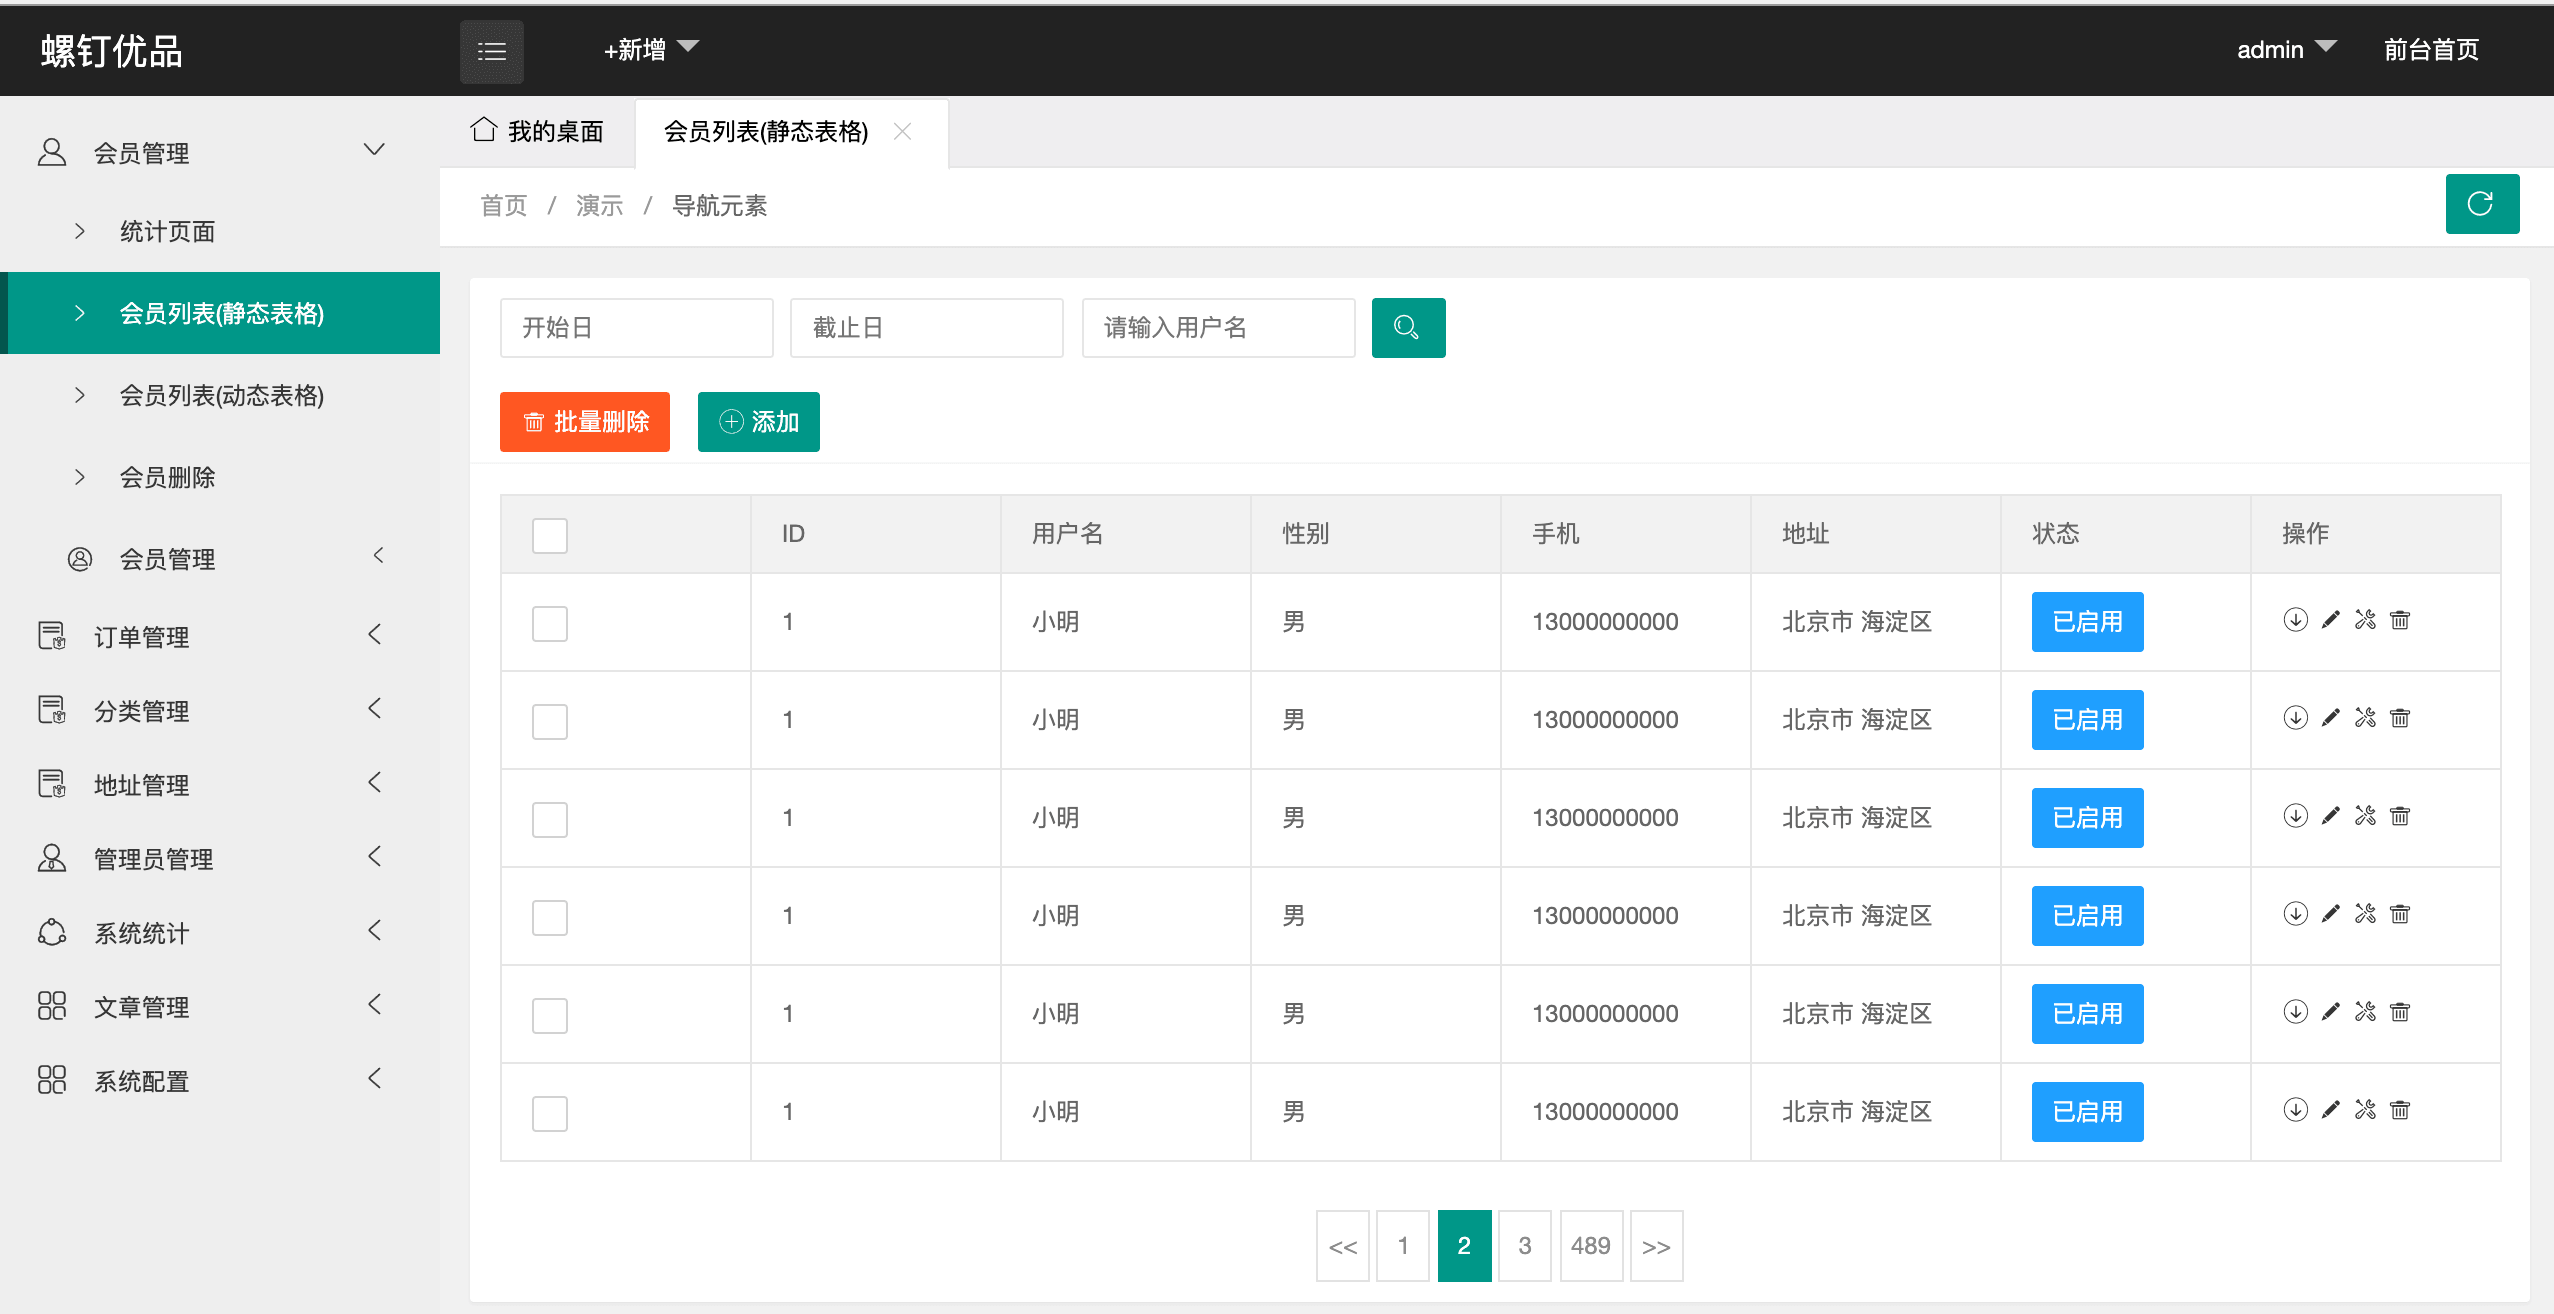 螺钉优品
+新增
admin
前台首页
会员管理
统计页面
会员列表(静态表格)
会员列表(动态表格)
会员删除
会员管理
订单管理
分类管理
地址管理
管理员管理
系统统计
文章管理
系统配置
我的桌面
会员列表(静态表格)
首页 / 演示 / 导航元素
开始日 截止日 请输入用户名
批量删除 添加
ID 用户名 性别 手机 地址 状态 操作
1 小明 男 13000000000 北京市 海淀区 已启用
1 小明 男 13000000000 北京市 海淀区 已启用
1 小明 男 13000000000 北京市 海淀区 已启用
1 小明 男 13000000000 北京市 海淀区 已启用
1 小明 男 13000000000 北京市 海淀区 已启用
1 小明 男 13000000000 北京市 海淀区 已启用
<< 1 2 3 489 >>